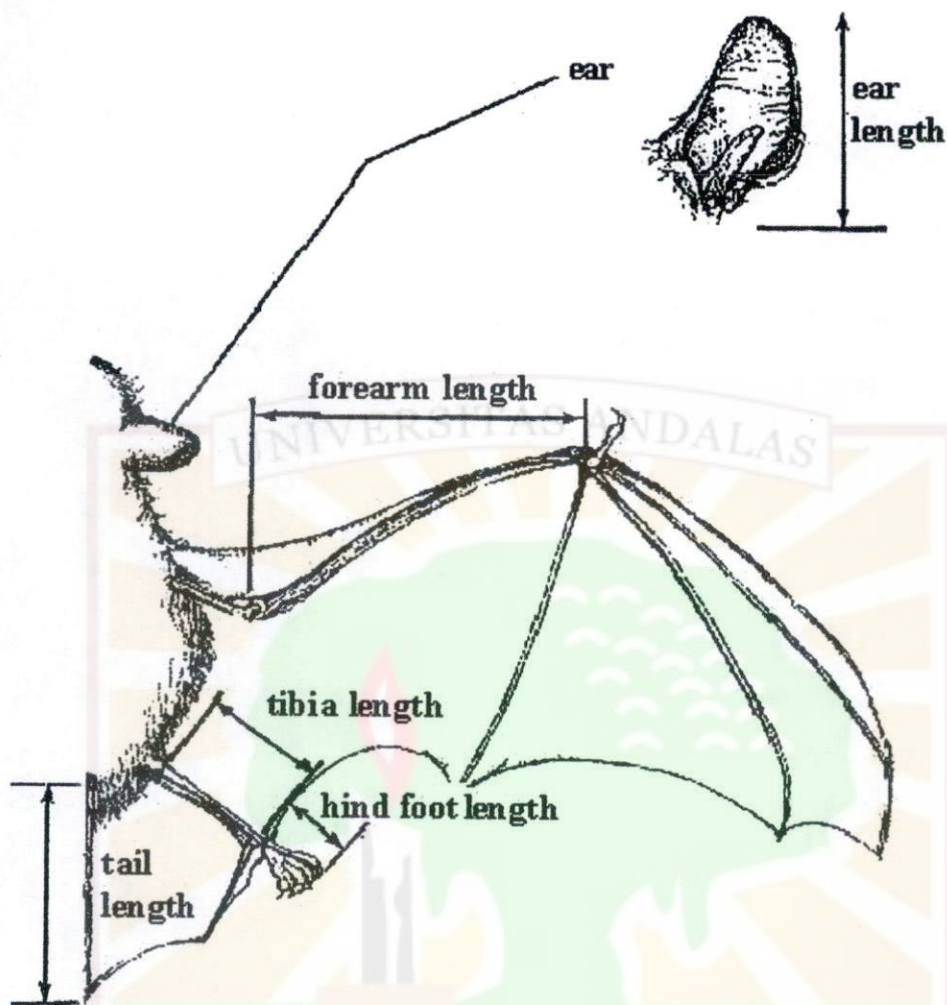 ear
ear
length
forearm length
UNIVERSITAS ANDALAS
tibia length
hind foot length
tail
length